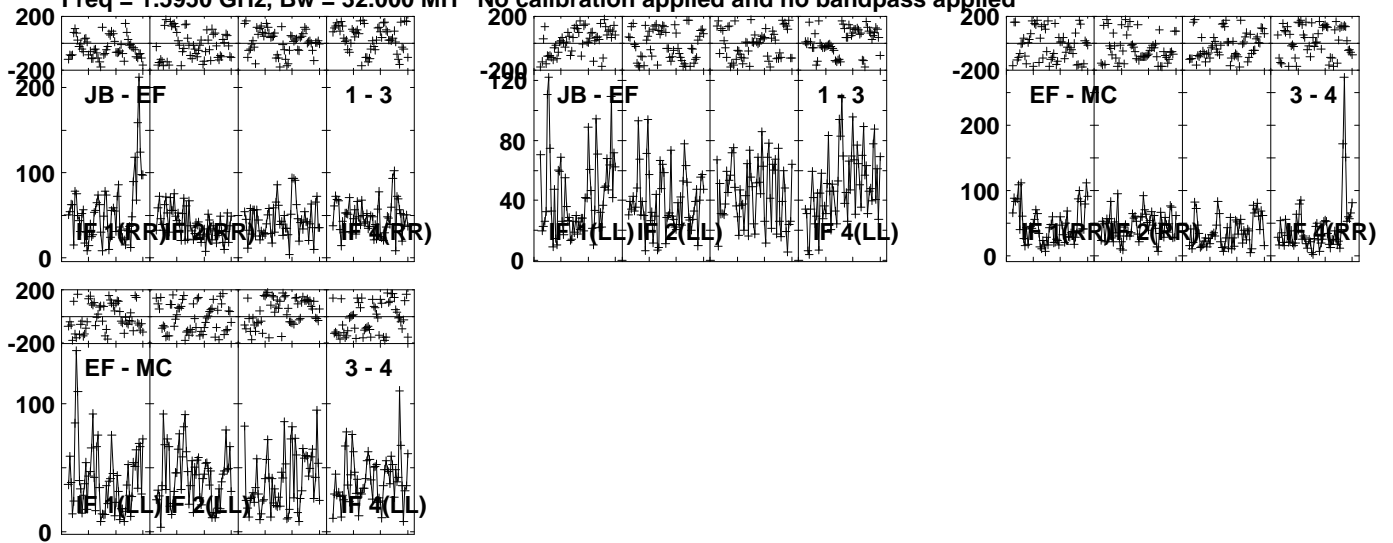 Freq = 1.5950 GHz, Bw = 32.000 MH No calibration applied and no bandpass applied
200
-200
200
100
0
JB - EF
1 - 3
IF 1(RR)
IF 2(RR)
IF 4(RR)
200
-200
120
80
40
0
JB - EF
1 - 3
IF 1(LL)
IF 2(LL)
IF 4(LL)
200
-200
200
100
0
EF - MC
3 - 4
IF 1(RR)
IF 2(RR)
IF 4(RR)
200
-200
100
0
EF - MC
3 - 4
IF 1(LL)
IF 2(LL)
IF 4(LL)